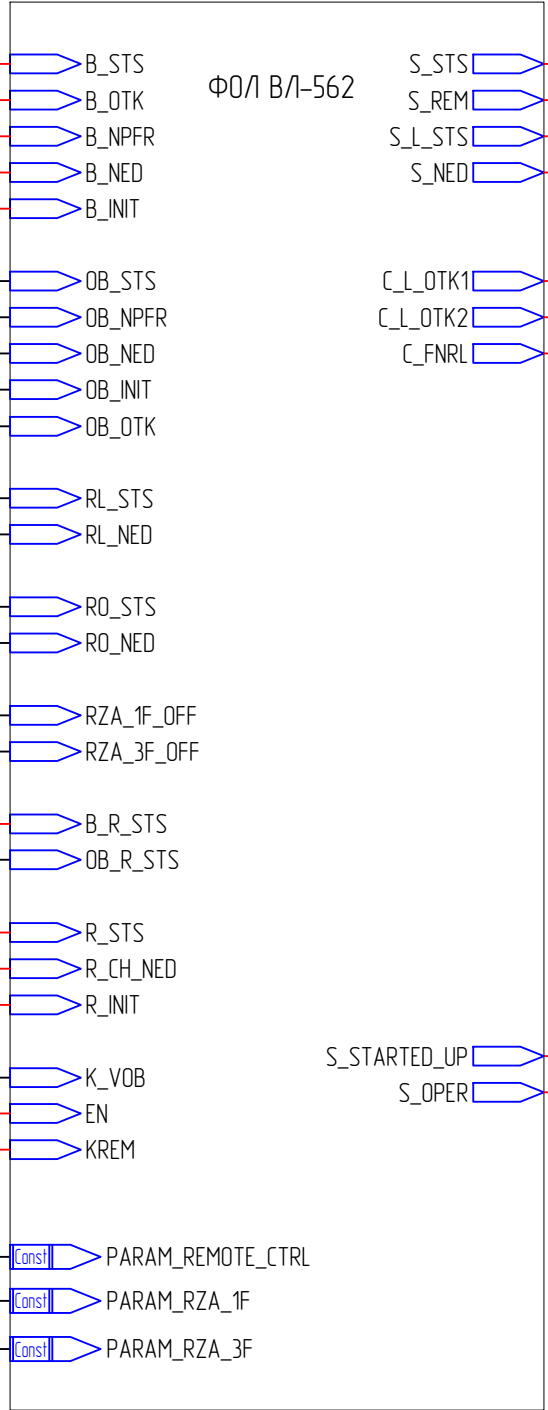 ФОЛ ВЛ-562
B_STS
B_OTK
B_NPFR
B_NED
B_INIT
OB_STS
OB_NPFR
OB_NED
OB_INIT
OB_OTK
RL_STS
RL_NED
RO_STS
RO_NED
RZA_1F_OFF
RZA_3F_OFF
B_R_STS
OB_R_STS
R_STS
R_CH_NED
R_INIT
K_VOB
EN
KREM
Const PARAM_REMOTE_CTRL
Const PARAM_RZA_1F
Const PARAM_RZA_3F
S_STS
S_REM
S_L_STS
S_NED
C_L_OTK1
C_L_OTK2
C_FNRL
S_STARTED_UP
S_OPER